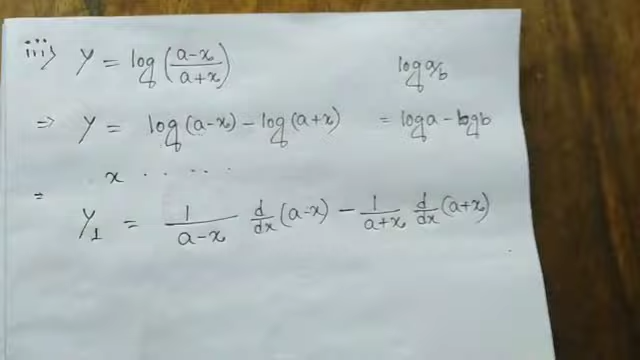 iii) y = log(a-x/a+x) log a/b
=> y = log(a-x) - log(a+x) = log a - log b
x . . . . .
= y₁ = 1/a-x d/dx (a-x) - 1/a+x d/dx (a+x)